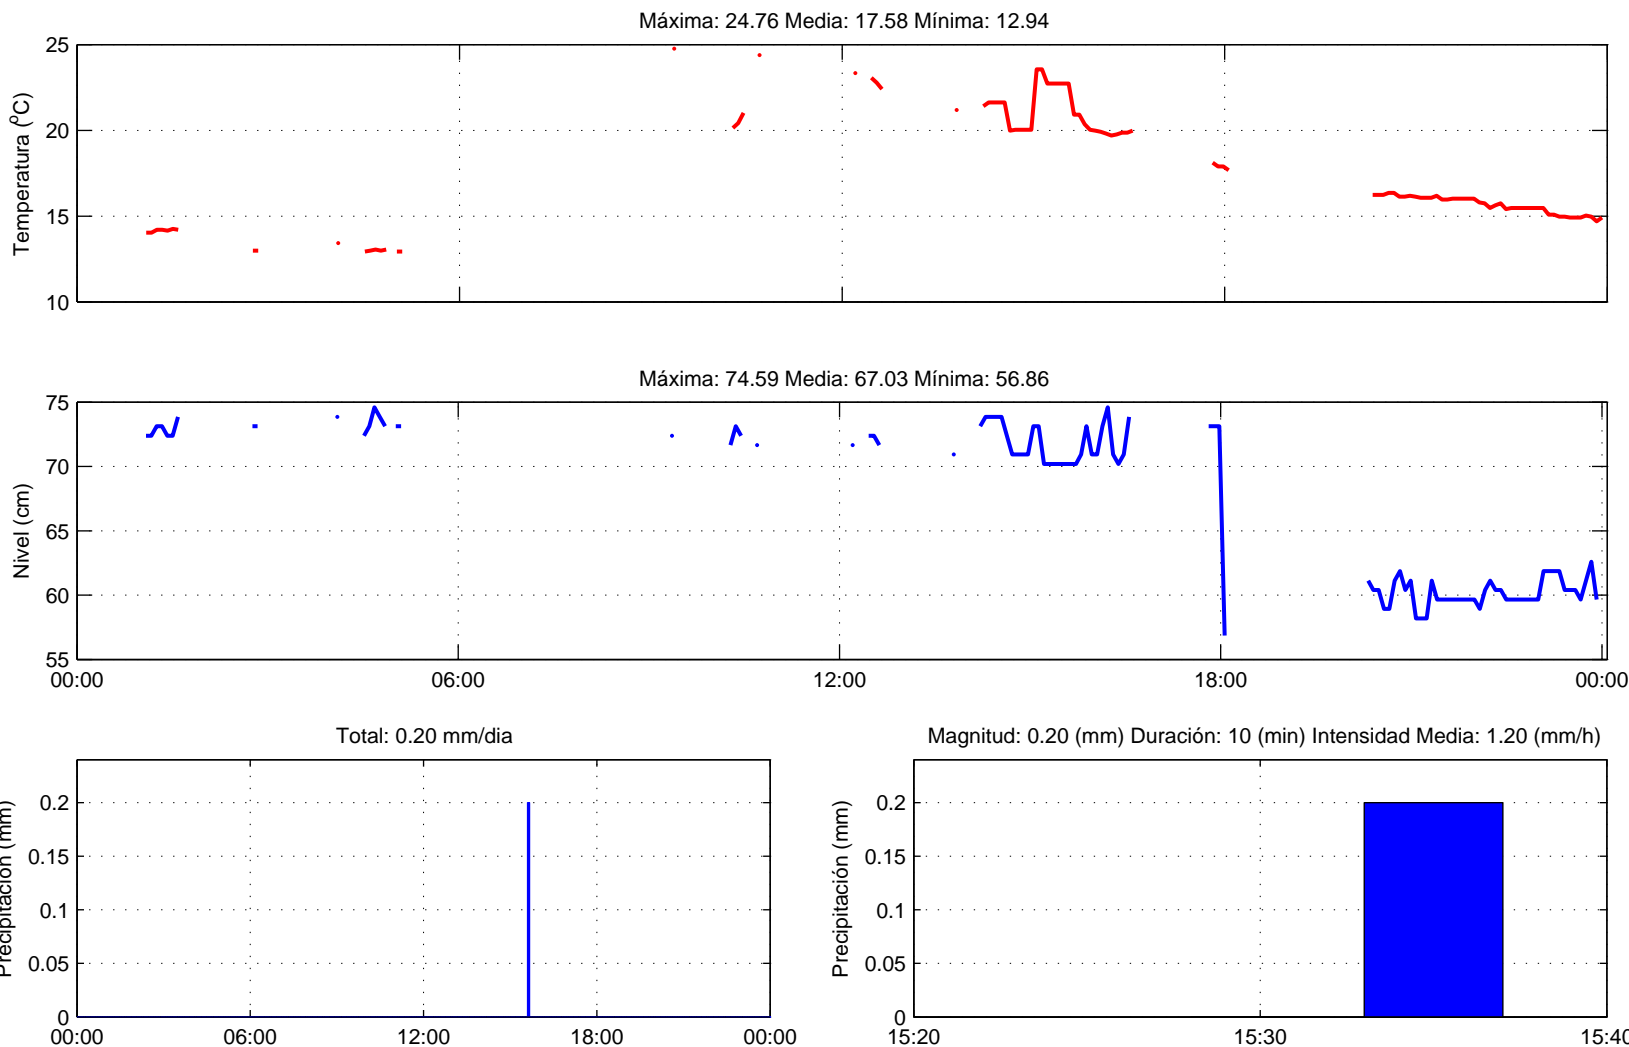 Máxima: 24.76 Media: 17.58 Mínima: 12.94
Temperatura (ºC)
25
20
15
10
Máxima: 74.59 Media: 67.03 Mínima: 56.86
Nivel (cm)
75
70
65
60
55
00:00 06:00 12:00 18:00 00:00
Total: 0.20 mm/dia
Precipitación (mm)
0.2
0.15
0.1
0.05
0
00:00 06:00 12:00 18:00 00:00
Magnitud: 0.20 (mm) Duración: 10 (min) Intensidad Media: 1.20 (mm/h)
Precipitación (mm)
0.2
0.15
0.1
0.05
0
15:20 15:30 15:40